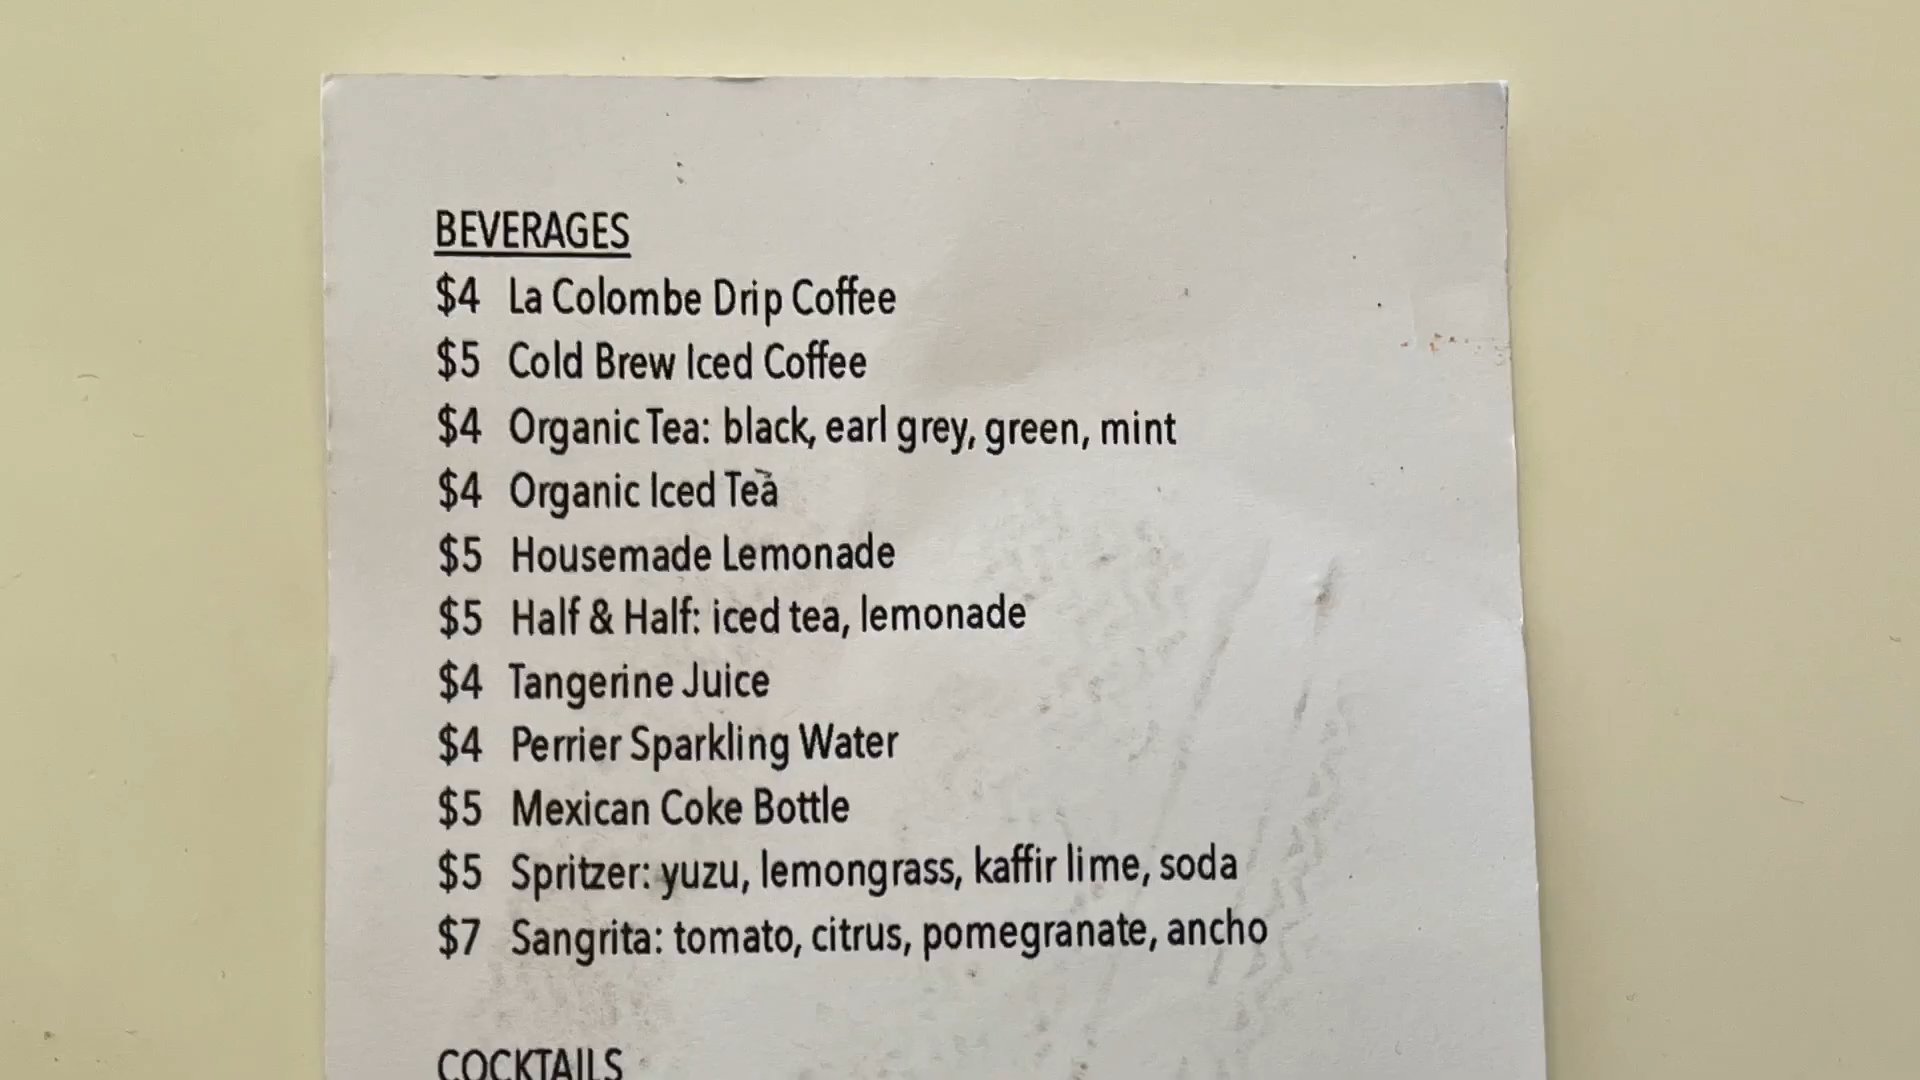 BEVERAGES
$4 La Colombe Drip Coffee
$5 Cold Brew Iced Coffee
$4 Organic Tea: black, earl grey, green, mint
$4 Organic Iced Tea
$5 Housemade Lemonade
$5 Half & Half: iced tea, lemonade
$4 Tangerine Juice
$4 Perrier Sparkling Water
$5 Mexican Coke Bottle
$5 Spritzer: yuzu, lemongrass, kaffir lime, soda
$7 Sangrita: tomato, citrus, pomegranate, ancho
COCKTAILS